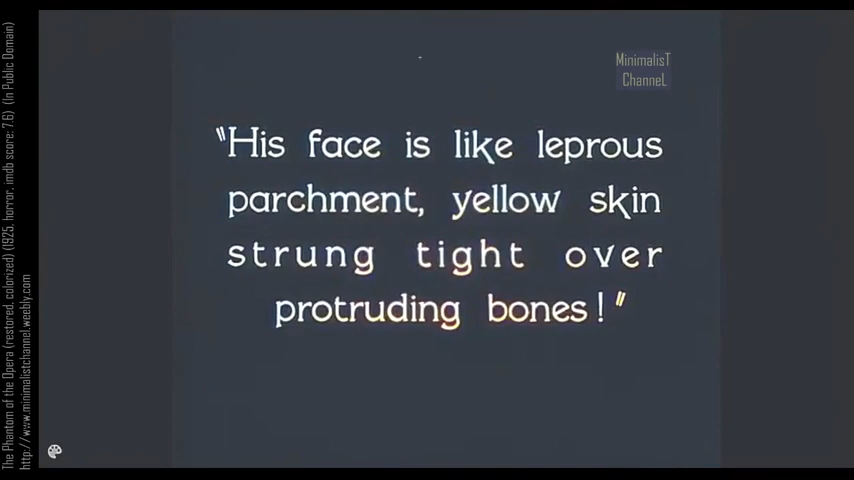 The Phantom of the Opera (restored, colorized) (1925, horror, imdb score: 7.6) (In Public Domain)
http://www.minimalistchannel.weebly.com
MinimalisT
ChanneL
"His face is like leprous
parchment, yellow skin
strung tight over
protruding bones!"